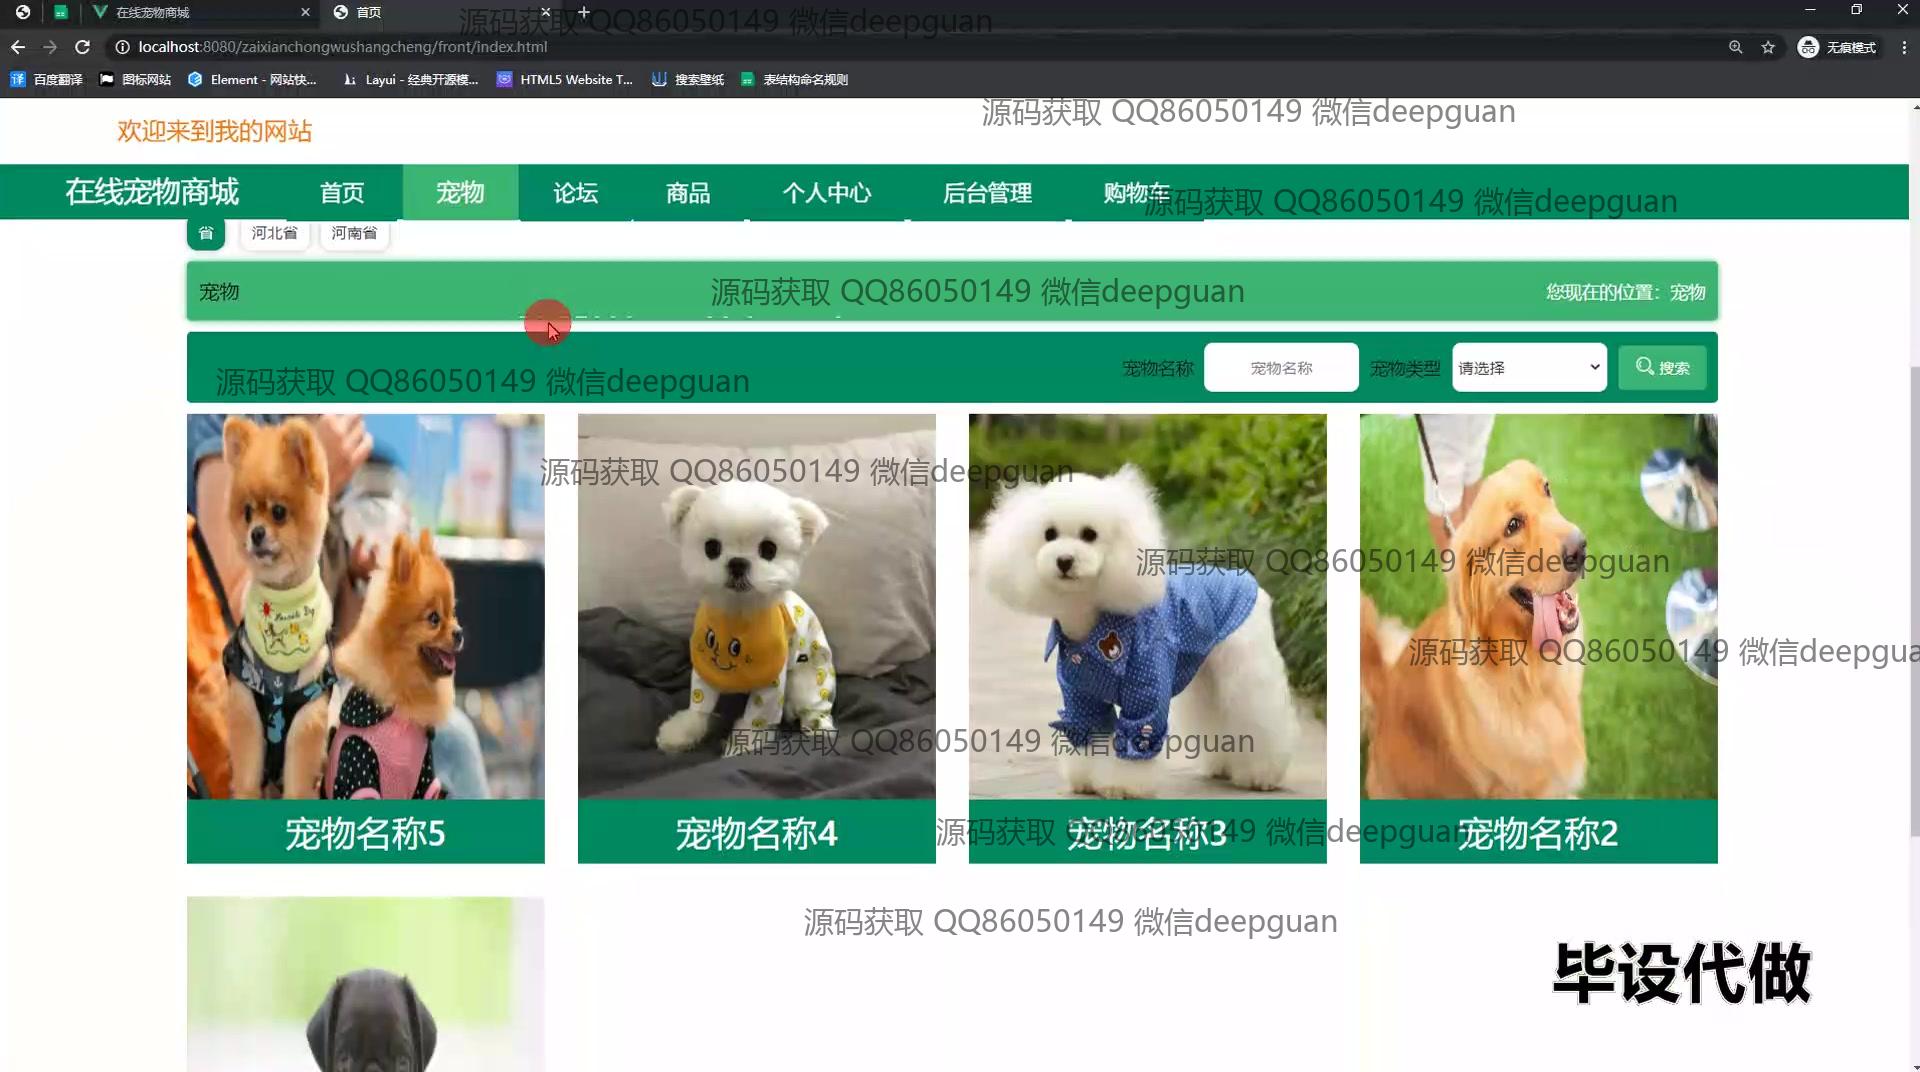 在线宠物商城
首页
源码获取 QQ86050149 微信deepguan
localhost:8080/zaixianchongwushangcheng/front/index.html
无痕模式
百度翻译
图标网站
Element - 网站快...
Layui - 经典开源模...
HTML5 Website T...
搜索壁纸
表结构命名规则
源码获取 QQ86050149 微信deepguan
欢迎来到我的网站
在线宠物商城
首页
宠物
论坛
商品
个人中心
后台管理
购物车
源码获取 QQ86050149 微信deepguan
省
河北省
河南省
宠物
源码获取 QQ86050149 微信deepguan
您现在的位置：宠物
源码获取 QQ86050149 微信deepguan
宠物名称
宠物名称
宠物类型
请选择
搜索
源码获取 QQ86050149 微信deepguan
源码获取 QQ86050149 微信deepguan
源码获取 QQ86050149 微信deepgua
源码获取 QQ86050149 微信deepguan
宠物名称5
宠物名称4
源码获取 QQ86050149 微信deepguan
宠物名称3
宠物名称2
源码获取 QQ86050149 微信deepguan
毕设代做